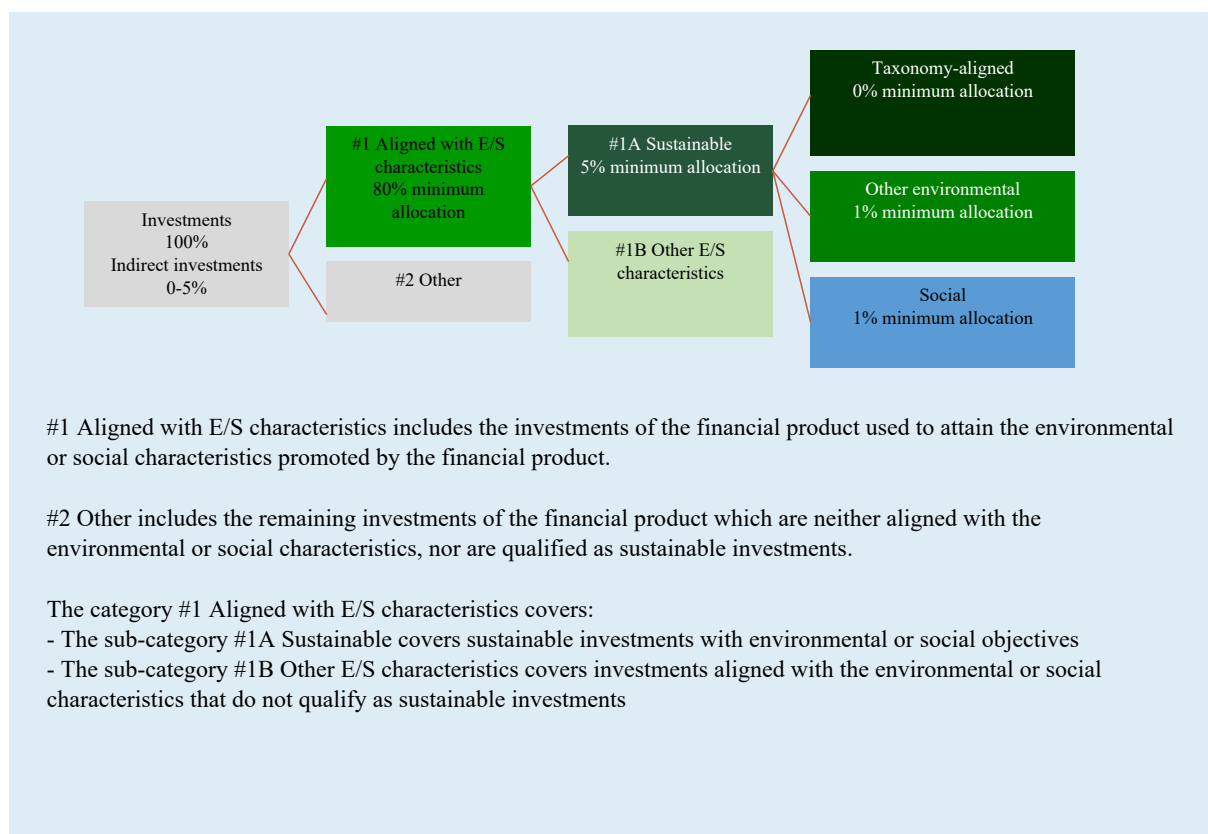 Investments
100%
Indirect investments
0-5%
#1 Aligned with E/S
characteristics
80% minimum
allocation
#2 Other
#1A Sustainable
5% minimum allocation
#1B Other E/S
characteristics
Taxonomy-aligned
0% minimum allocation
Other environmental
1% minimum allocation
Social
1% minimum allocation
#1 Aligned with E/S characteristics includes the investments of the financial product used to attain the environmental
or social characteristics promoted by the financial product.
#2 Other includes the remaining investments of the financial product which are neither aligned with the
environmental or social characteristics, nor are qualified as sustainable investments.
The category #1 Aligned with E/S characteristics covers:
- The sub-category #1A Sustainable covers sustainable investments with environmental or social objectives
- The sub-category #1B Other E/S characteristics covers investments aligned with the environmental or social
characteristics that do not qualify as sustainable investments